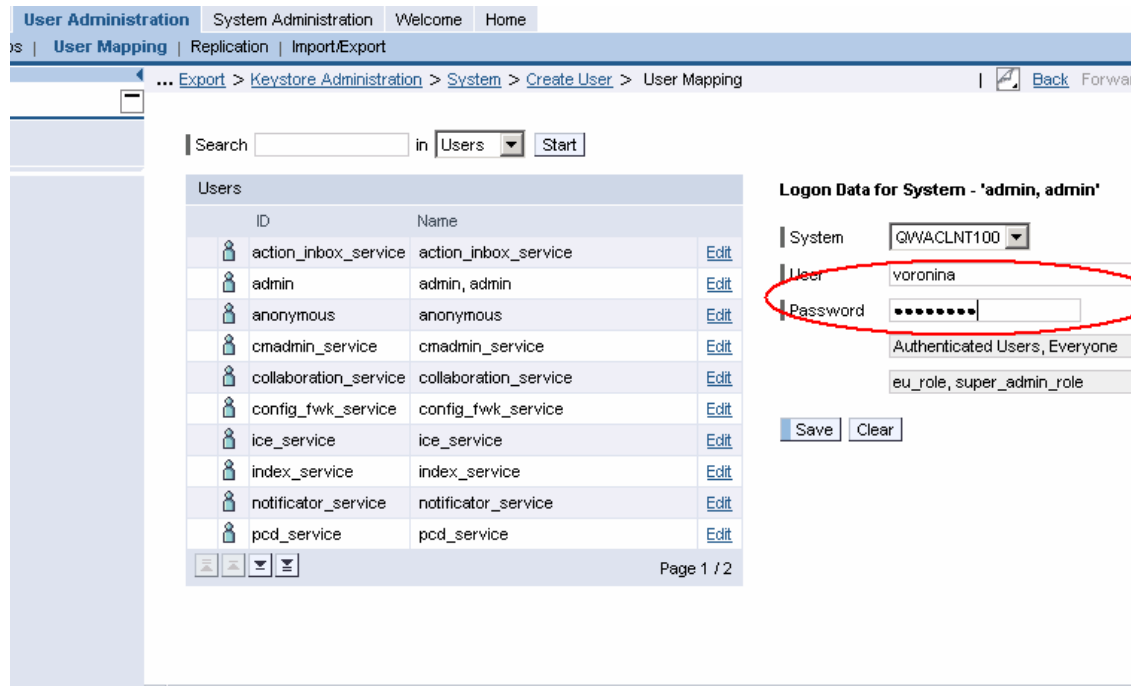 User Administration System Administration Welcome Home
os | User Mapping | Replication | Import/Export
... Export > Keystore Administration > System > Create User > User Mapping | Back Forwa
Search in Users Start
Users
ID Name
action_inbox_service action_inbox_service Edit
admin admin, admin Edit
anonymous anonymous Edit
cmadmin_service cmadmin_service Edit
collaboration_service collaboration_service Edit
config_fwk_service config_fwk_service Edit
ice_service ice_service Edit
index_service index_service Edit
notificator_service notificator_service Edit
pcd_service pcd_service Edit
Page 1 / 2
Logon Data for System - 'admin, admin'
System QWACLNT100
User voronina
Password ••••••••
Authenticated Users, Everyone
eu_role, super_admin_role
Save Clear